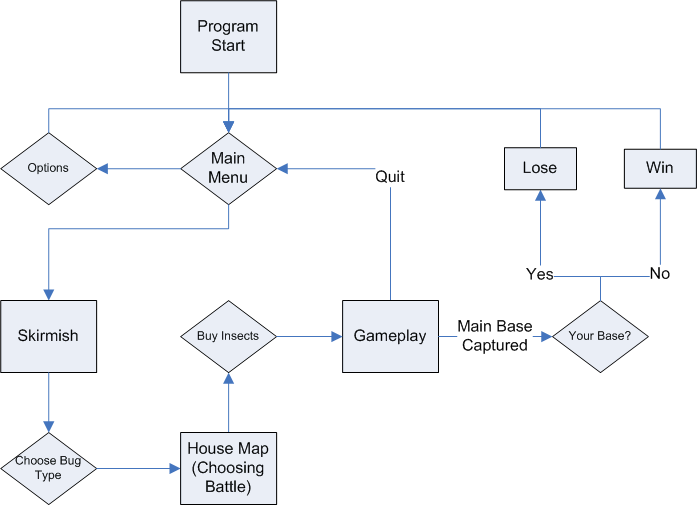 Program
Start
Options
Main
Menu
Quit
Lose
Win
Yes
No
Skirmish
Buy Insects
Gameplay
Main Base
Captured
Your Base?
Choose Bug
Type
House Map
(Choosing
Battle)